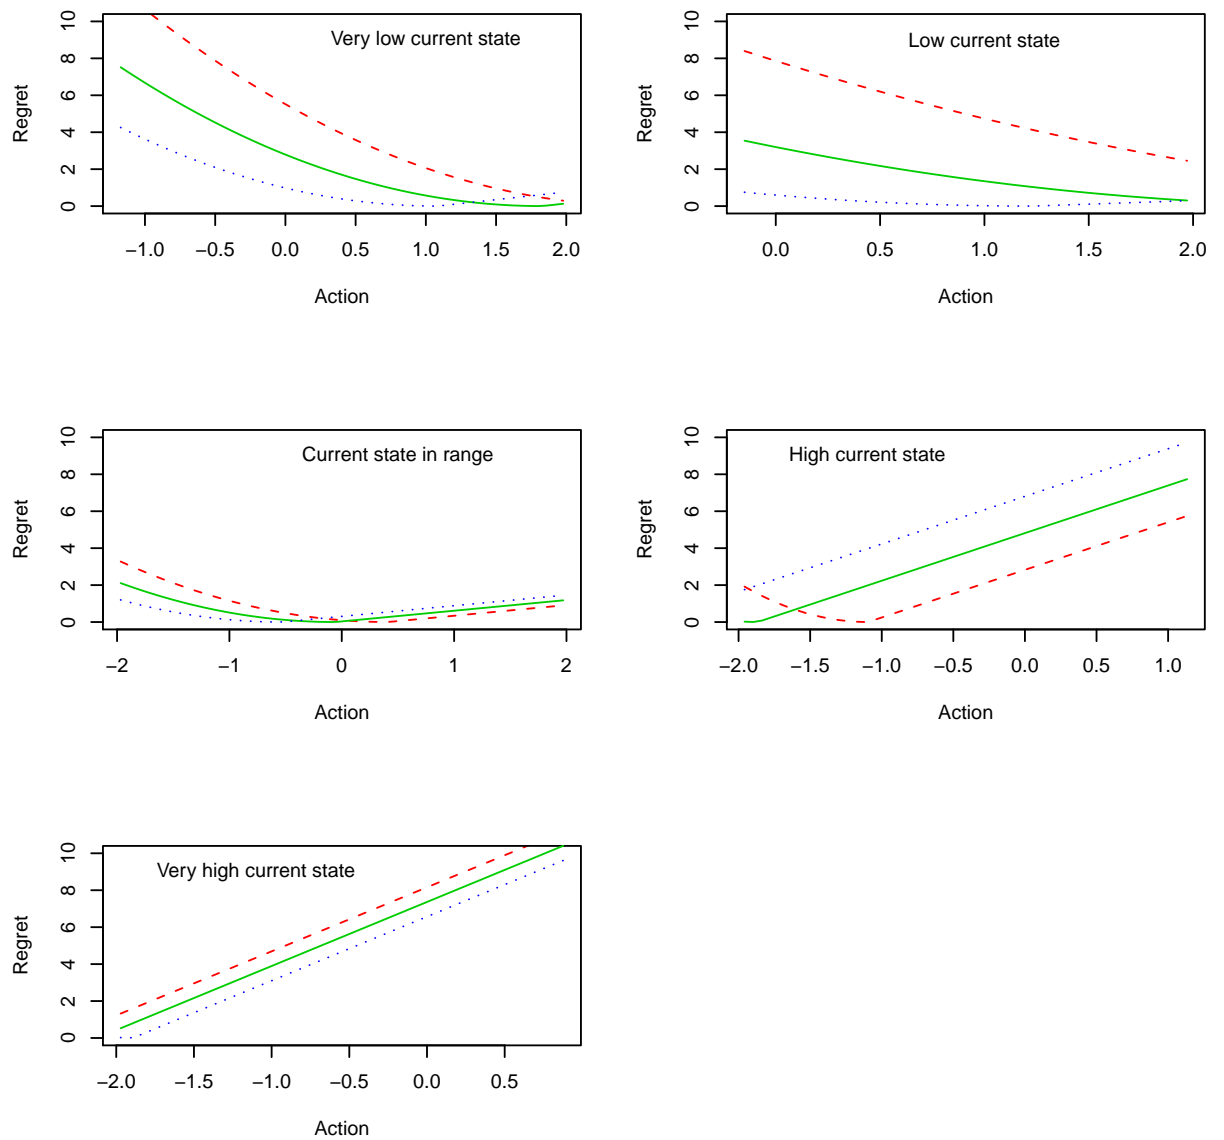 Very low current state
Regret
0 2 4 6 8 10
−1.0 −0.5 0.0 0.5 1.0 1.5 2.0
Action
Low current state
Regret
0 2 4 6 8 10
0.0 0.5 1.0 1.5 2.0
Action
Current state in range
Regret
0 2 4 6 8 10
−2 −1 0 1 2
Action
High current state
Regret
0 2 4 6 8 10
−2.0 −1.5 −1.0 −0.5 0.0 0.5 1.0
Action
Very high current state
Regret
0 2 4 6 8 10
−2.0 −1.5 −1.0 −0.5 0.0 0.5
Action